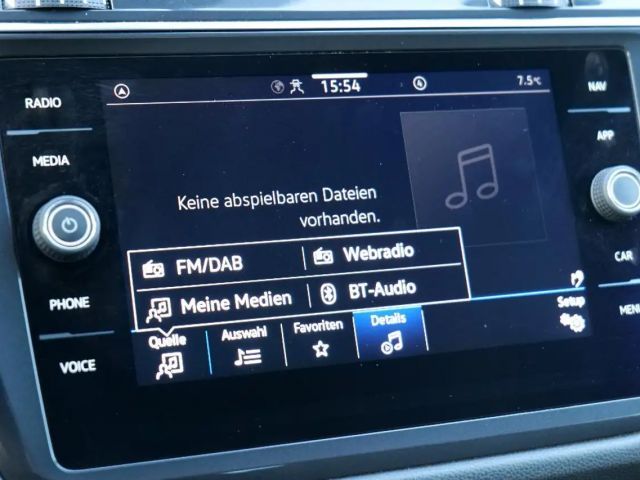 RADIO
MEDIA
PHONE
VOICE
15:54
4
7.5°C
Keine abspielbaren Dateien
vorhanden.
FM/DAB
Webradio
Meine Medien
BT-Audio
Quelle
Auswahl
Favoriten
Details
Setup
NAV
APP
CAR
MENU